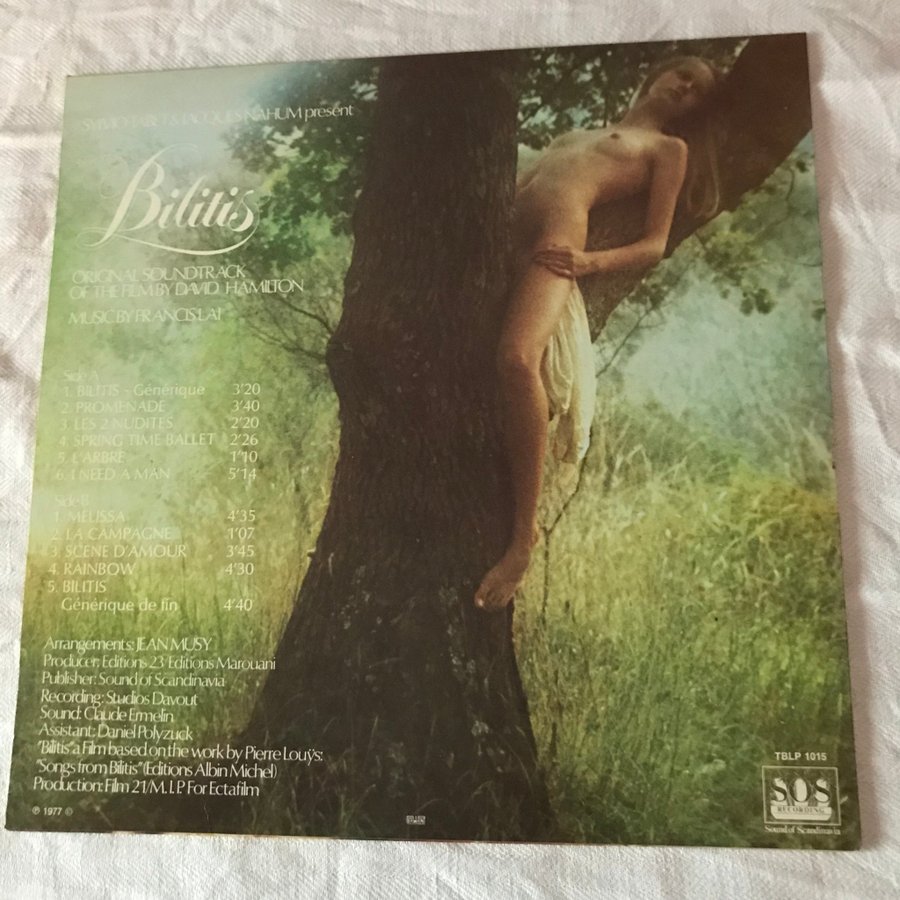 SYLVIO TABET JACQUES NAHUM present
Bilitis
ORIGINAL SOUNDTRACK
OF THE FILM BY DAVID HAMILTON
MUSIC BY FRANCIS LAI
Side A
1. BILITIS – Générique 3'20
2. PROMENADE 3'40
3. LES 2 NUDITES 2'20
4. SPRING TIME BALLET 2'26
5. L'ARBRE 1'10
6. I NEED A MAN 5'14
Side B
1. MELISSA 4'35
2. LA CAMPAGNE 1'07
3. SCENE D'AMOUR 3'45
4. RAINBOW 4'30
5. BILITIS
Générique de fin 4'40
Arrangements: JEAN MUSY
Producer: Editions 23 Editions Marouani
Publisher: Sound of Scandinavia
Recording: Studios Davout
Sound: Claude Ermelin
Assistant: Daniel Polyzuck
"Bilitis" a Film based on the work by Pierre Louÿs:
"Songs from Bilitis" (Editions Albin Michel)
Production: Film 21/M.I.P For Ectafilm
℗ 1977 ©
TBLP 1015
S.O.S
RECORDING
Sound of Scandinavia